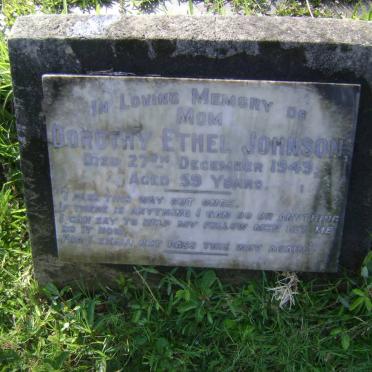 In Loving Memory of
Mom
Dorothy Ethel Johnson
Died 27th December 1943
Aged 59 Years
I pass this way but once.
If there is anything I can do or anything
I can say to help my fellow men let me
do it now.
For I shall not pass this way again.